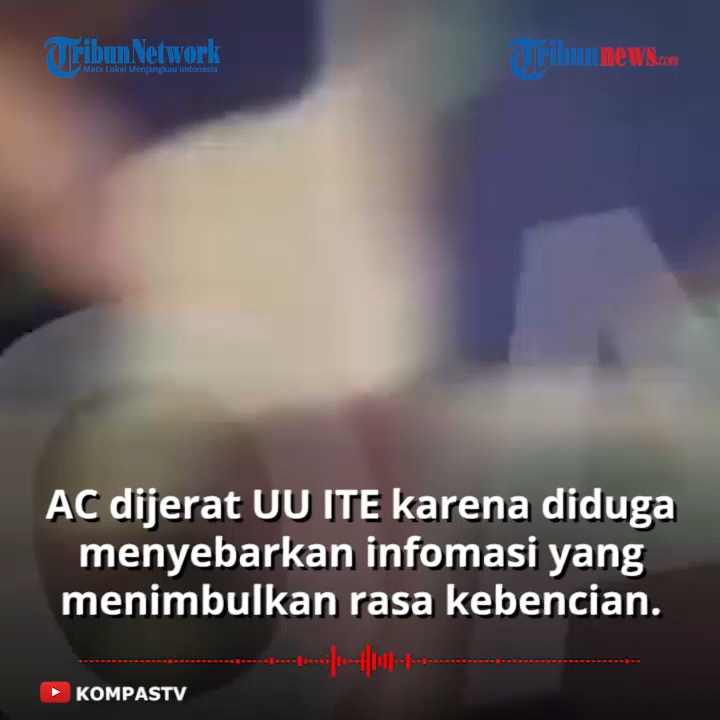 TribunNetwork
Mata Lokal Menjangkau Indonesia
Tribunnews.com
AC dijerat UU ITE karena diduga
menyebarkan infomasi yang
menimbulkan rasa kebencian.
KOMPASTV